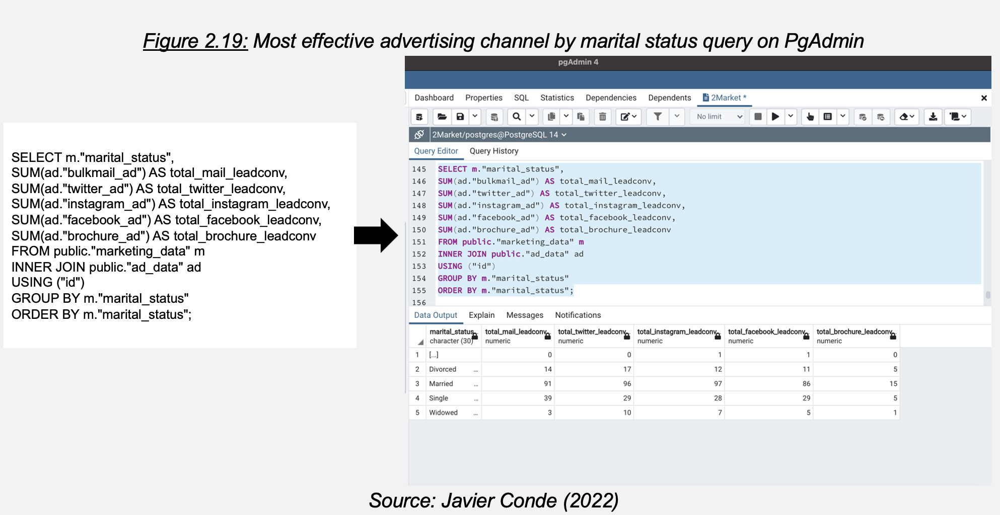 Figure 2.19: Most effective advertising channel by marital status query on PgAdmin
SELECT m."marital_status",
SUM(ad."bulkmail_ad") AS total_mail_leadconv,
SUM(ad."twitter_ad") AS total_twitter_leadconv,
SUM(ad."instagram_ad") AS total_instagram_leadconv,
SUM(ad."facebook_ad") AS total_facebook_leadconv,
SUM(ad."brochure_ad") AS total_brochure_leadconv
FROM public."marketing_data" m
INNER JOIN public."ad_data" ad
USING ("id")
GROUP BY m."marital_status"
ORDER BY m."marital_status";
pgAdmin 4
Dashboard Properties SQL Statistics Dependencies Dependents 2Market *
No limit
2Market/postgres@PostgreSQL 14
Query Editor Query History
145 SELECT m."marital_status",
146 SUM(ad."bulkmail_ad") AS total_mail_leadconv,
147 SUM(ad."twitter_ad") AS total_twitter_leadconv,
148 SUM(ad."instagram_ad") AS total_instagram_leadconv,
149 SUM(ad."facebook_ad") AS total_facebook_leadconv,
150 SUM(ad."brochure_ad") AS total_brochure_leadconv
151 FROM public."marketing_data" m
152 INNER JOIN public."ad_data" ad
153 USING ("id")
154 GROUP BY m."marital_status"
155 ORDER BY m."marital_status";
156
Data Output Explain Messages Notifications
marital_status total_mail_leadconv total_twitter_leadconv total_instagram_leadconv total_facebook_leadconv total_brochure_leadconv
character (30) numeric numeric numeric numeric numeric
1 [...] 0 0 1 1 0
2 Divorced ... 14 17 12 11 5
3 Married ... 91 96 97 86 15
4 Single ... 39 29 28 29 5
5 Widowed ... 3 10 7 5 1
Source: Javier Conde (2022)